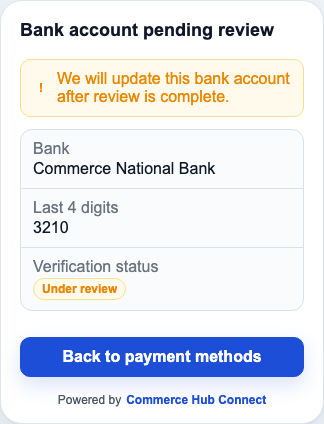 Bank account pending review
!
We will update this bank account
after review is complete.
Bank
Commerce National Bank
Last 4 digits
3210
Verification status
Under review
Back to payment methods
Powered by Commerce Hub Connect